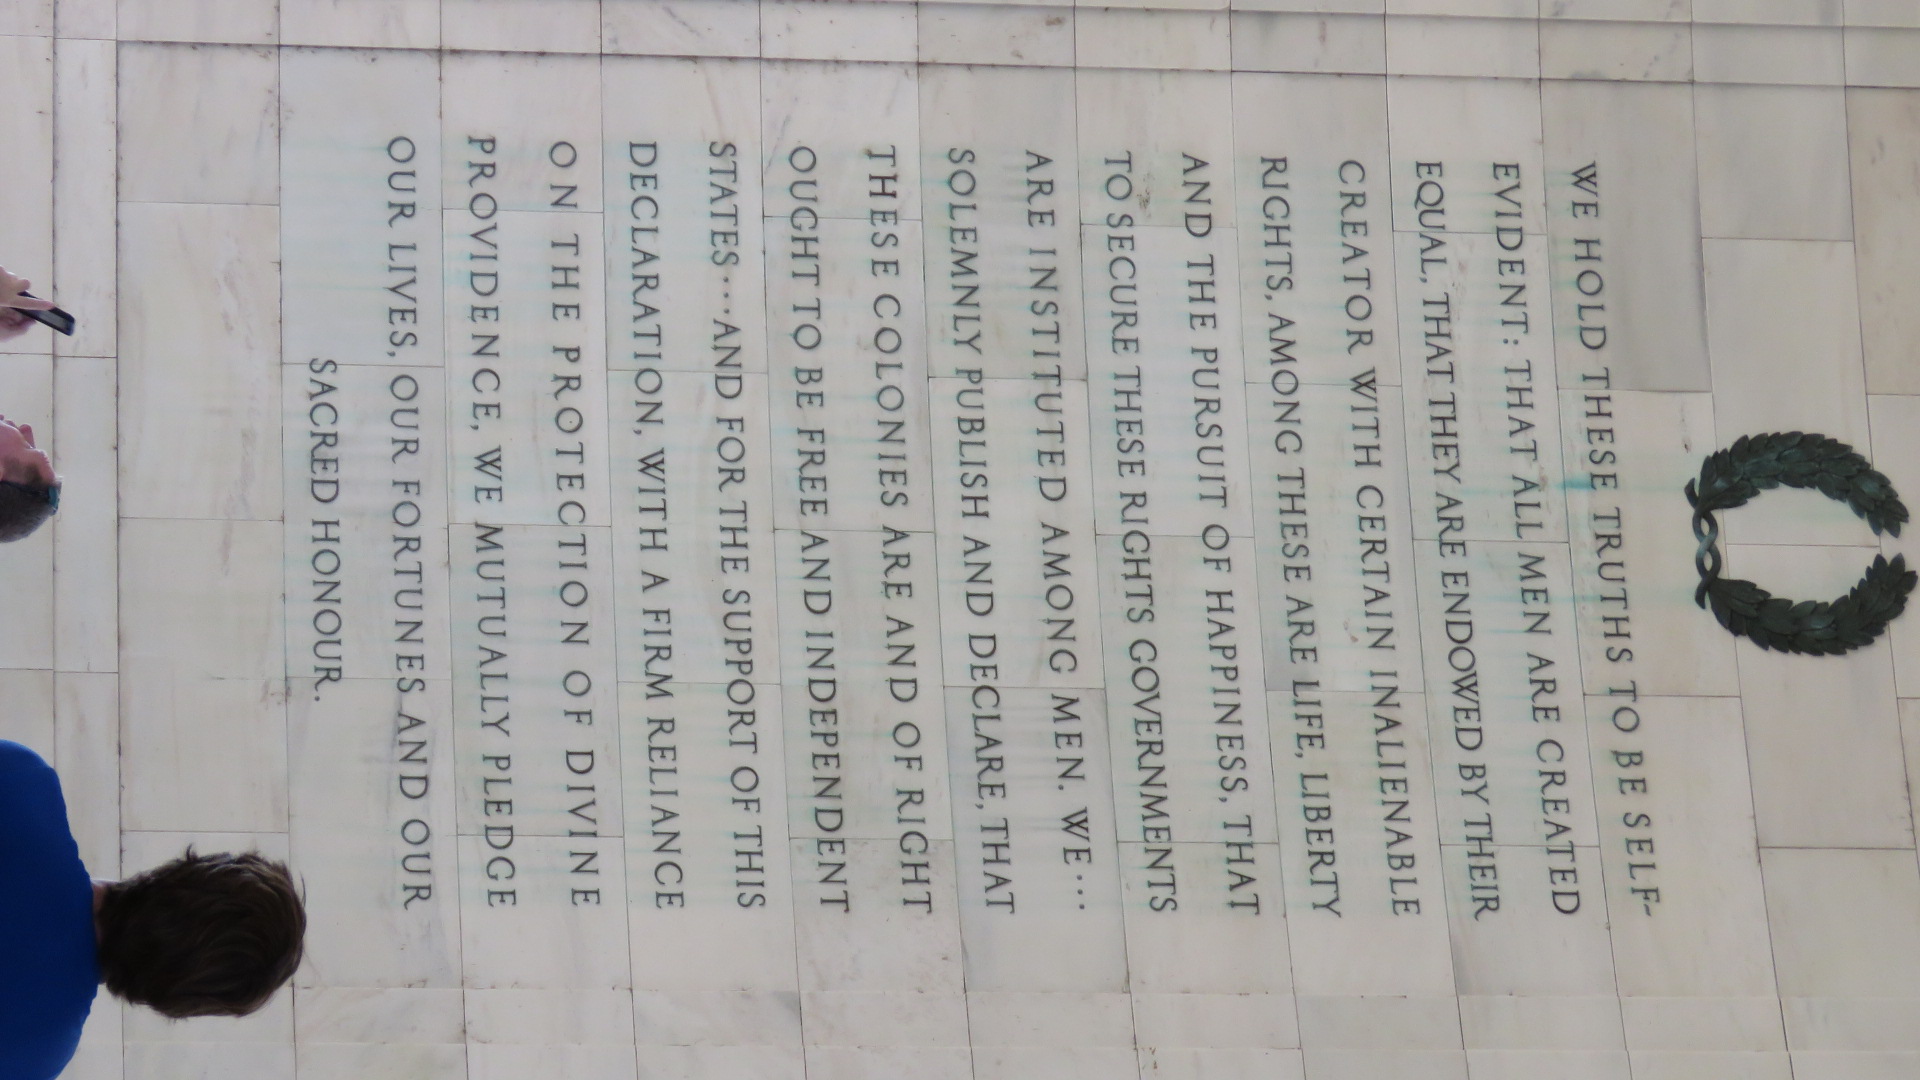 WE HOLD THESE TRUTHS TO BE SELF-
EVIDENT: THAT ALL MEN ARE CREATED
EQUAL, THAT THEY ARE ENDOWED BY THEIR
CREATOR WITH CERTAIN INALIENABLE
RIGHTS, AMONG THESE ARE LIFE, LIBERTY
AND THE PURSUIT OF HAPPINESS, THAT
TO SECURE THESE RIGHTS GOVERNMENTS
ARE INSTITUTED AMONG MEN. WE···
SOLEMNLY PUBLISH AND DECLARE, THAT
THESE COLONIES ARE AND OF RIGHT
OUGHT TO BE FREE AND INDEPENDENT
STATES···AND FOR THE SUPPORT OF THIS
DECLARATION, WITH A FIRM RELIANCE
ON THE PROTECTION OF DIVINE
PROVIDENCE, WE MUTUALLY PLEDGE
OUR LIVES, OUR FORTUNES AND OUR
SACRED HONOUR.